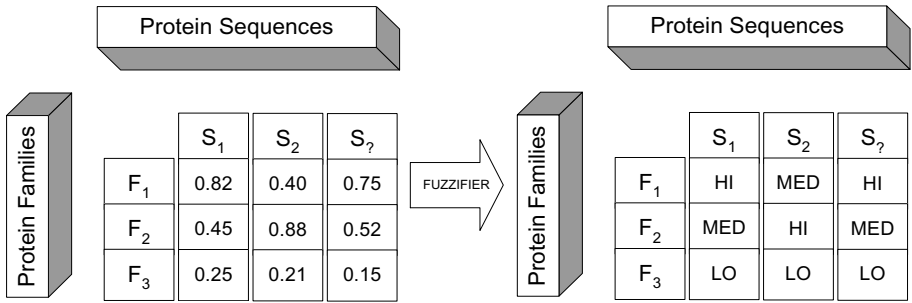 Protein Sequences
Protein Families
S1 S2 S?
F1 0.82 0.40 0.75
F2 0.45 0.88 0.52
F3 0.25 0.21 0.15
FUZZIFIER
Protein Sequences
Protein Families
S1 S2 S?
F1 HI MED HI
F2 MED HI MED
F3 LO LO LO